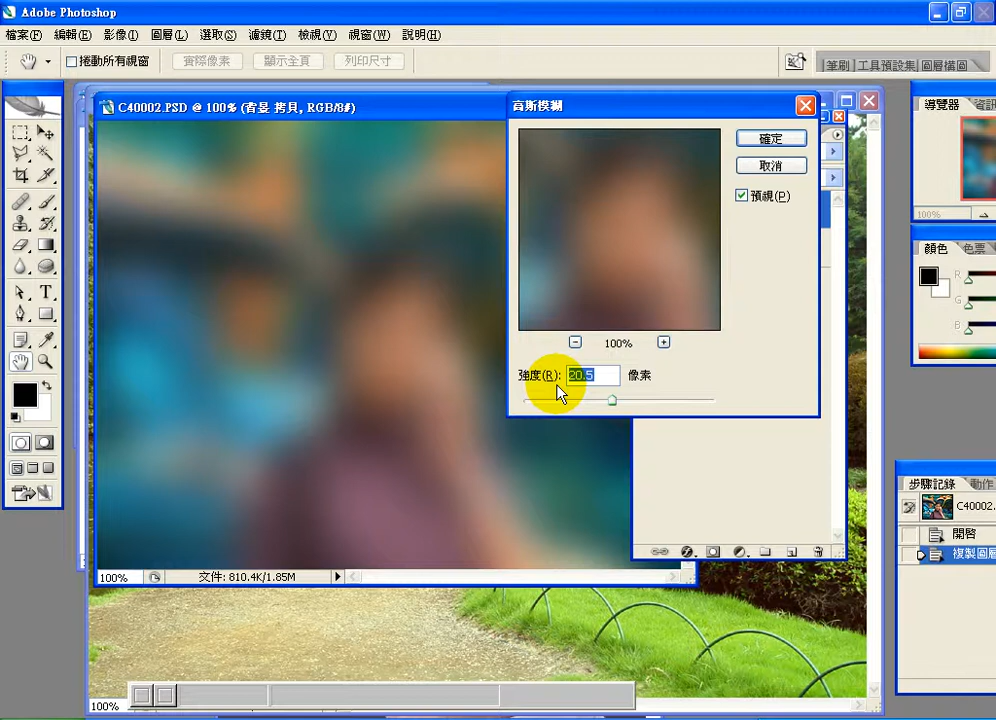 Adobe Photoshop
檔案(F) 編輯(E) 影像(I) 圖層(L) 選取(S) 濾鏡(T) 檢視(V) 視窗(W) 說明(H)
捲動所有視窗 實際像素 顯示全頁 列印尺寸
筆刷 工具預設集 圖層構圖
C40002.PSD @ 100% (背景 拷貝, RGB/8#)
高斯模糊
導覽器 資訊
確定
取消
預視(P)
100%
100%
顏色 色票
R
G
B
強度(R): 20.5 像素
步驟記錄 動作
C40002.
開啓
複製圖層
100% 文件: 810.4K/1.85M
100%